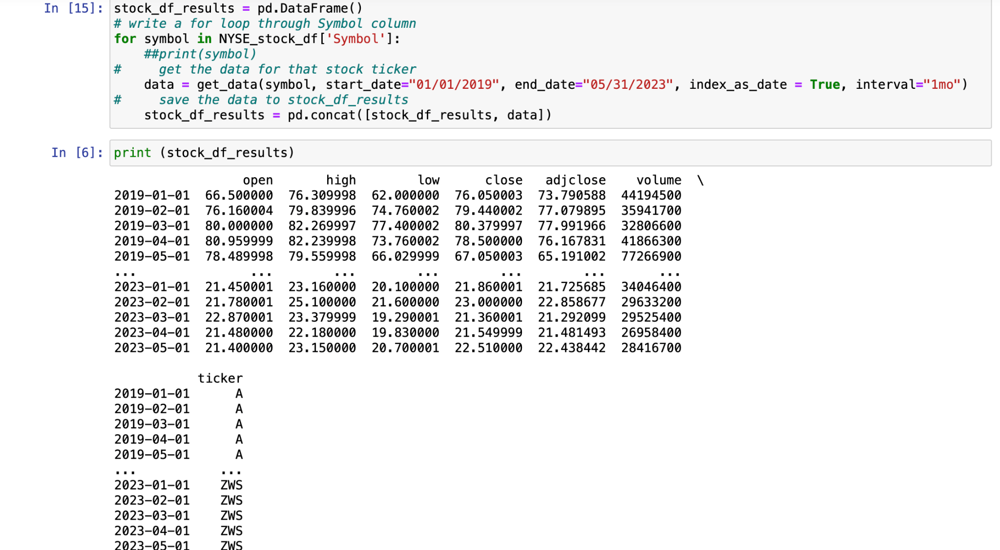 In [15]: stock_df_results = pd.DataFrame()
# write a for loop through Symbol column
for symbol in NYSE_stock_df['Symbol']:
    ##print(symbol)
#     get the data for that stock ticker
    data = get_data(symbol, start_date="01/01/2019", end_date="05/31/2023", index_as_date = True, interval="1mo")
#     save the data to stock_df_results
    stock_df_results = pd.concat([stock_df_results, data])
In [6]: print (stock_df_results)
open high low close adjclose volume \
2019-01-01 66.500000 76.309998 62.000000 76.050003 73.790588 44194500
2019-02-01 76.160004 79.839996 74.760002 79.440002 77.079895 35941700
2019-03-01 80.000000 82.269997 77.400002 80.379997 77.991966 32806600
2019-04-01 80.959999 82.239998 73.760002 78.500000 76.167831 41866300
2019-05-01 78.489998 79.559998 66.029999 67.050003 65.191002 77266900
... ... ... ... ... ... ...
2023-01-01 21.450001 23.160000 20.100000 21.860001 21.725685 34046400
2023-02-01 21.780001 25.100000 21.600000 23.000000 22.858677 29633200
2023-03-01 22.870001 23.379999 19.290001 21.360001 21.292099 29525400
2023-04-01 21.480000 22.180000 19.830000 21.549999 21.481493 26958400
2023-05-01 21.400000 23.150000 20.700001 22.510000 22.438442 28416700
ticker
2019-01-01 A
2019-02-01 A
2019-03-01 A
2019-04-01 A
2019-05-01 A
... ...
2023-01-01 ZWS
2023-02-01 ZWS
2023-03-01 ZWS
2023-04-01 ZWS
2023-05-01 ZWS